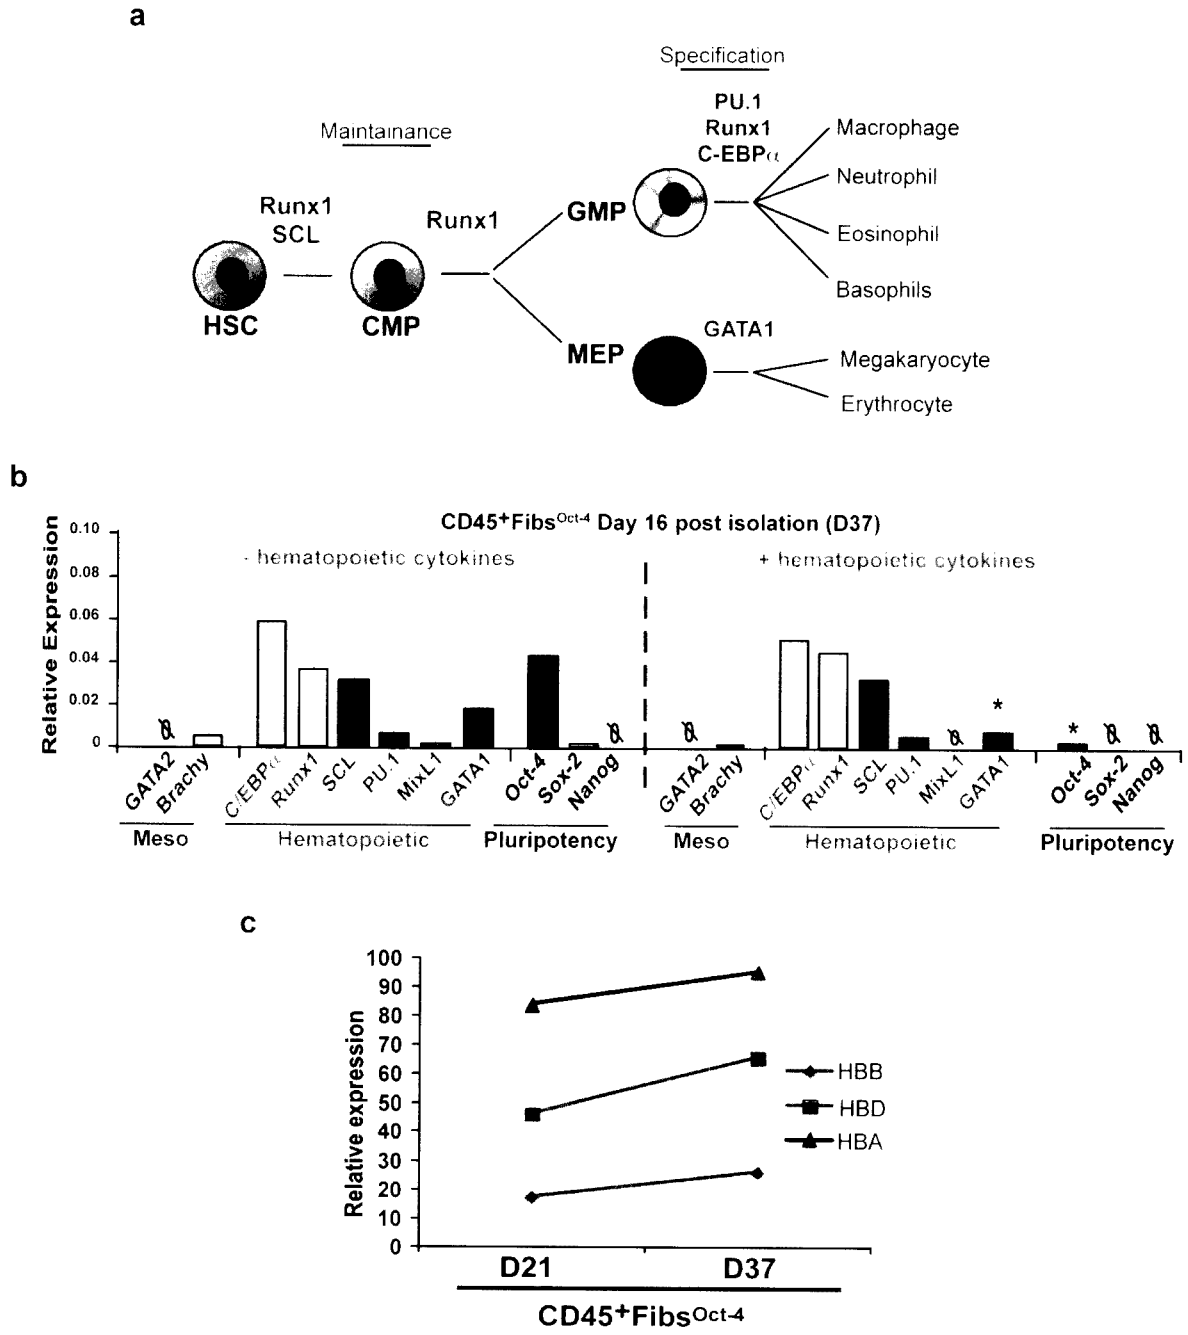 a
Specification
PU.1
Runx1
C-EBPα
Maintainance
Runx1
SCL
Runx1
HSC
CMP
GMP
MEP
GATA1
Macrophage
Neutrophil
Eosinophil
Basophils
Megakaryocyte
Erythrocyte
b
CD45+FibsOct-4 Day 16 post isolation (D37)
- hematopoietic cytokines
+ hematopoietic cytokines
Relative Expression
0.10
0.08
0.06
0.04
0.02
0
* *
GATA2 Brachy C/EBPα Runx1 SCL PU.1 MixL1 GATA1 Oct-4 Sox-2 Nanog
GATA2 Brachy C/EBPα Runx1 SCL PU.1 MixL1 GATA1 Oct-4 Sox-2 Nanog
Meso Hematopoietic Pluripotency Meso Hematopoietic Pluripotency
c
Relative expression
100
90
80
70
60
50
40
30
20
10
0
HBB
HBD
HBA
D21 D37
CD45+FibsOct-4